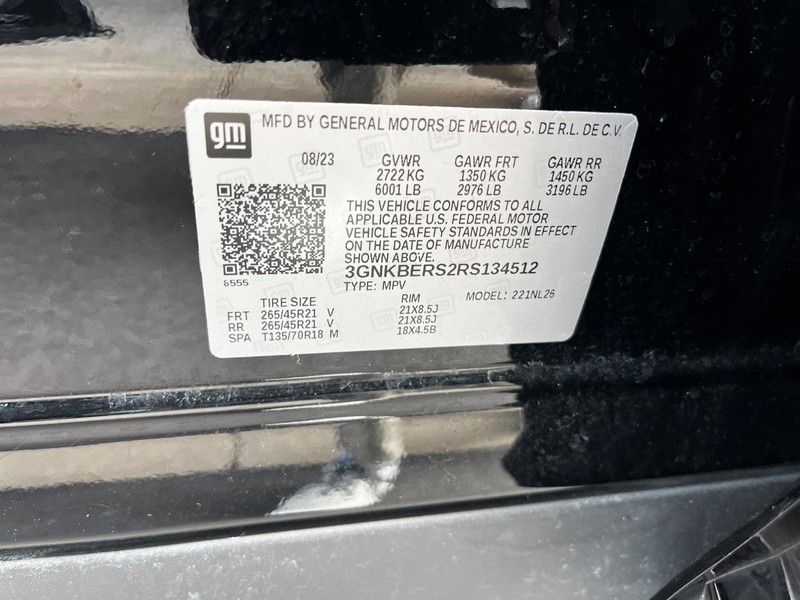 gm MFD BY GENERAL MOTORS DE MEXICO, S. DE R.L. DE C.V.
08/23 GVWR GAWR FRT GAWR RR
2722 KG 1350 KG 1450 KG
6001 LB 2976 LB 3196 LB
THIS VEHICLE CONFORMS TO ALL
APPLICABLE U.S. FEDERAL MOTOR
VEHICLE SAFETY STANDARDS IN EFFECT
ON THE DATE OF MANUFACTURE
SHOWN ABOVE.
8555 3GNKBERS2RS134512
TYPE: MPV MODEL: 221NL26
TIRE SIZE RIM
FRT 265/45R21 V 21X8.5J
RR 265/45R21 V 21X8.5J
SPA T135/70R18 M 18X4.5B